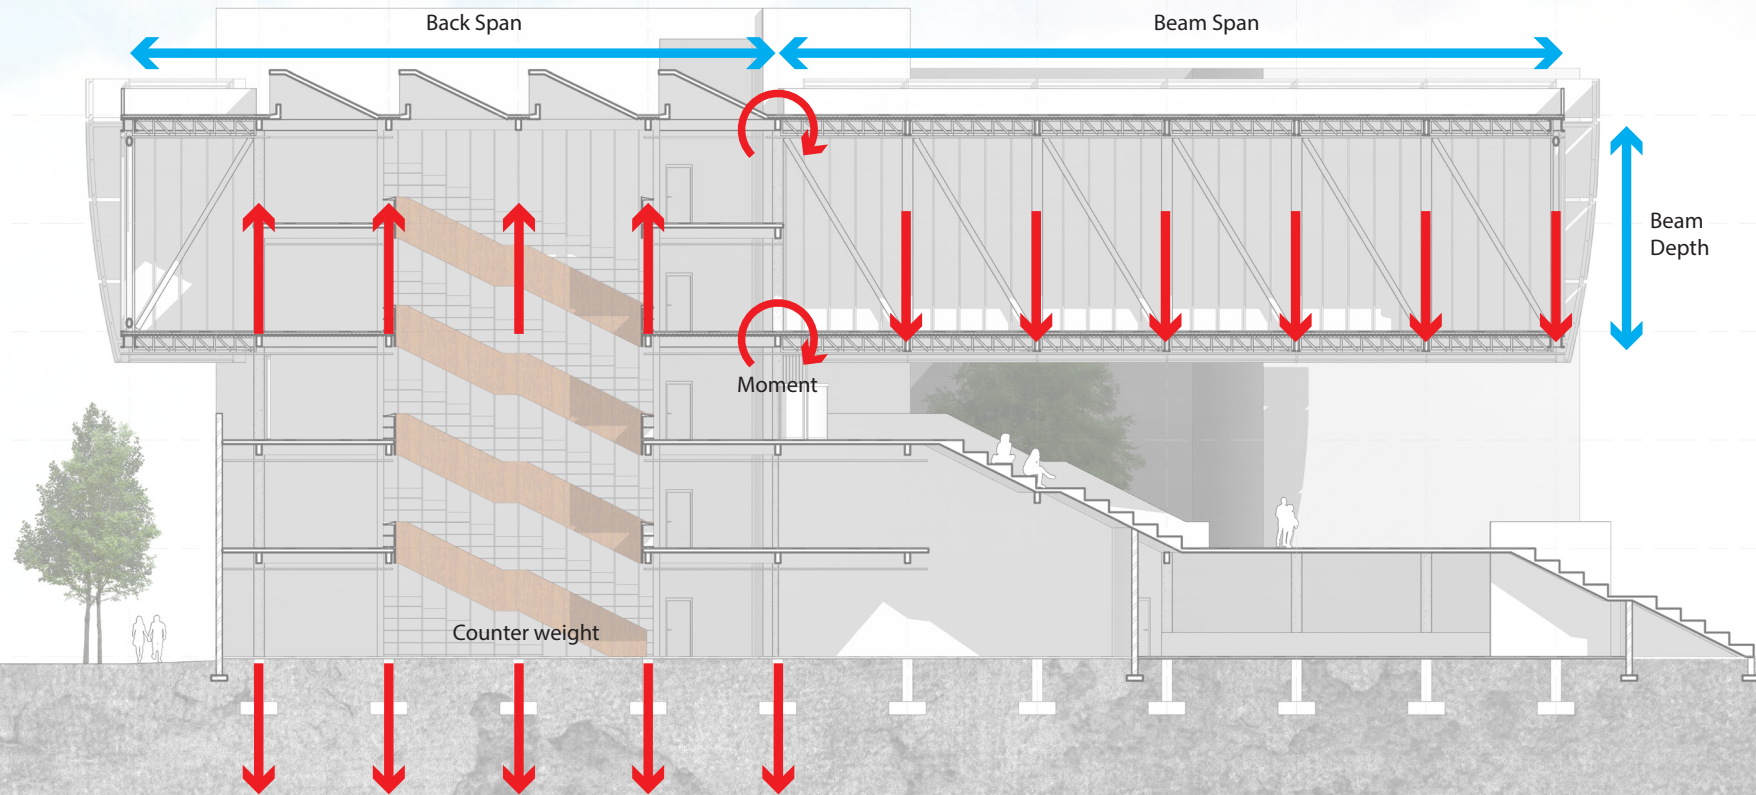 Back Span
Beam Span
Beam
Depth
Moment
Counter weight